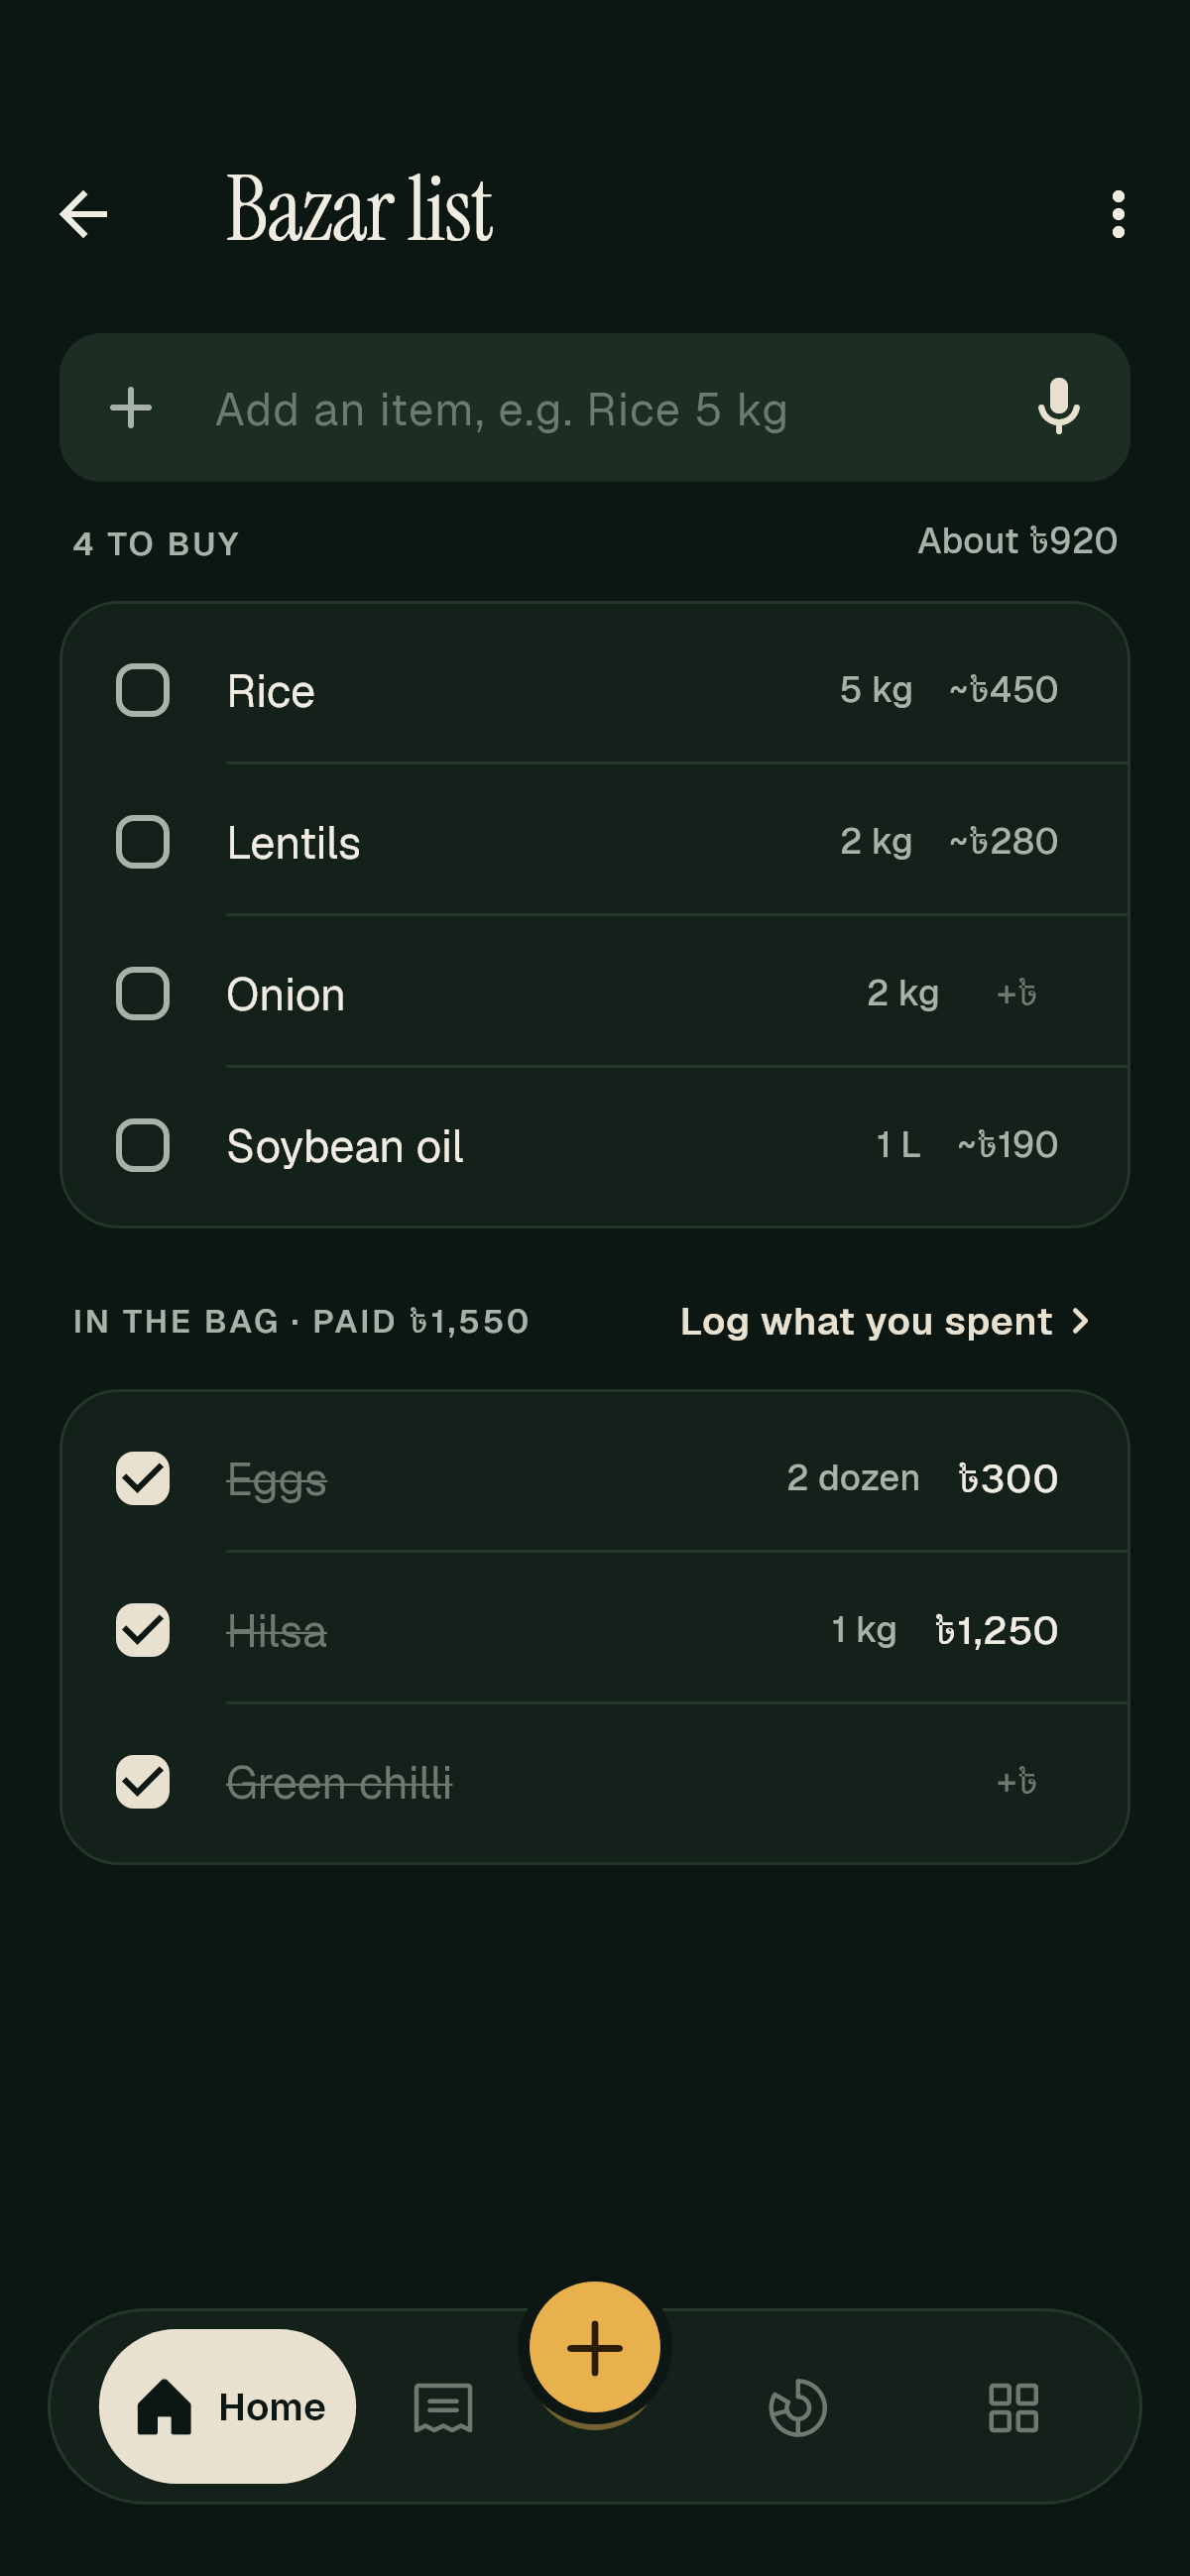 Bazar list
Add an item, e.g. Rice 5 kg
4 TO BUY About ৳920
Rice 5 kg ~৳450
Lentils 2 kg ~৳280
Onion 2 kg +৳
Soybean oil 1 L ~৳190
IN THE BAG · PAID ৳1,550 Log what you spent
Eggs 2 dozen ৳300
Hilsa 1 kg ৳1,250
Green chilli +৳
Home